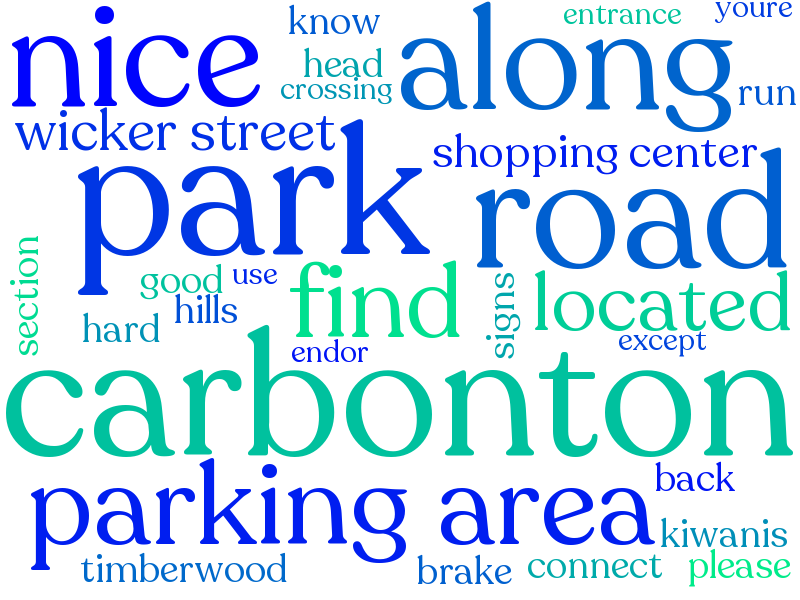 nice
know
head
crossing
along
entrance
youre
run
wicker street
shopping center
park
road
section
good
use
hills
hard
find
endor
signs
located
except
carbonton
parking area
back
kiwanis
timberwood
brake
connect
please